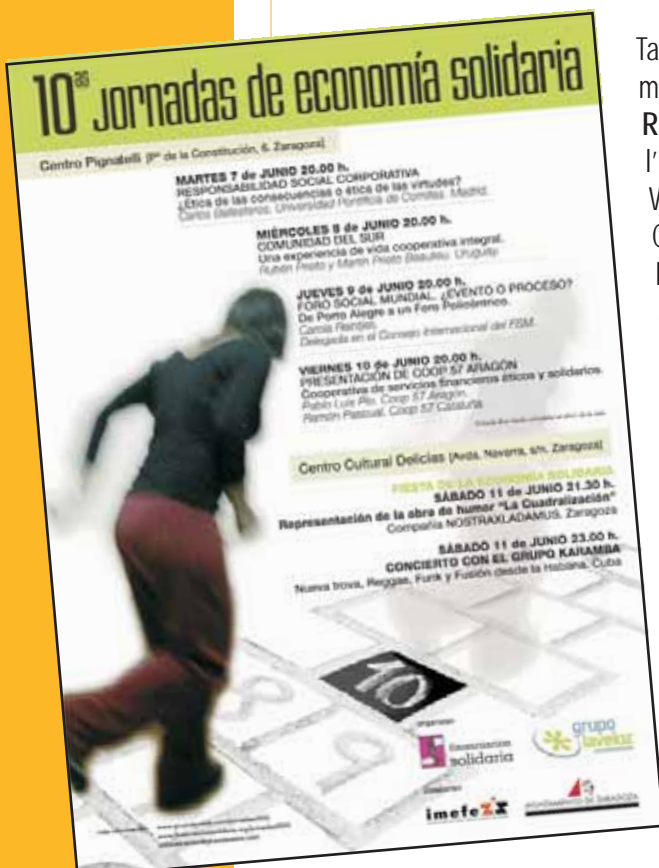 10as Jornadas de economía solidaria
Centro Pignatelli [Pº de la Constitución, 6. Zaragoza]
MARTES 7 de JUNIO 20.00 h.
RESPONSABILIDAD SOCIAL CORPORATIVA
¿Ética de las consecuencias o ética de las virtudes?
Carlos Ballesteros. Universidad Pontificia de Comillas. Madrid.
MIÉRCOLES 8 de JUNIO 20.00 h.
COMUNIDAD DEL SUR
Una experiencia de vida cooperativa integral.
Rubén Prieto y Martín Prieto Uruguay.
JUEVES 9 de JUNIO 20.00 h.
FORO SOCIAL MUNDIAL. ¿EVENTO O PROCESO?
De Porto Alegre a un Foro Policéntrico.
Carola
Delegada en el Consejo Internacional del FSM.
VIERNES 10 de JUNIO 20.00 h.
PRESENTACIÓN DE COOP 57 ARAGÓN
Cooperativa de servicios financieros éticos y solidarios.
Pablo Luis Coop 57 Aragón.
Ramón Pascual. Coop 57 Cataluña
Centro Cultural Delicias [Avda. Navarra, s/n. Zaragoza]
FIESTA DE LA ECONOMÍA SOLIDARIA
SÁBADO 11 de JUNIO 21.30 h.
Representación de la obra de humor "La Cuadralización"
Compañía NOSTRAXLADAMUS. Zaragoza
SÁBADO 11 de JUNIO 23.00 h.
CONCIERTO CON EL GRUPO KARAMBA
Nueva trova, Reggae, Funk y Fusión desde la Habana, Cuba
10
9
8
organizan
financiación
solidaria
grupo
laveloz
imefez
AYUNTAMIENTO DE ZARAGOZA
Ta
m
R
l'